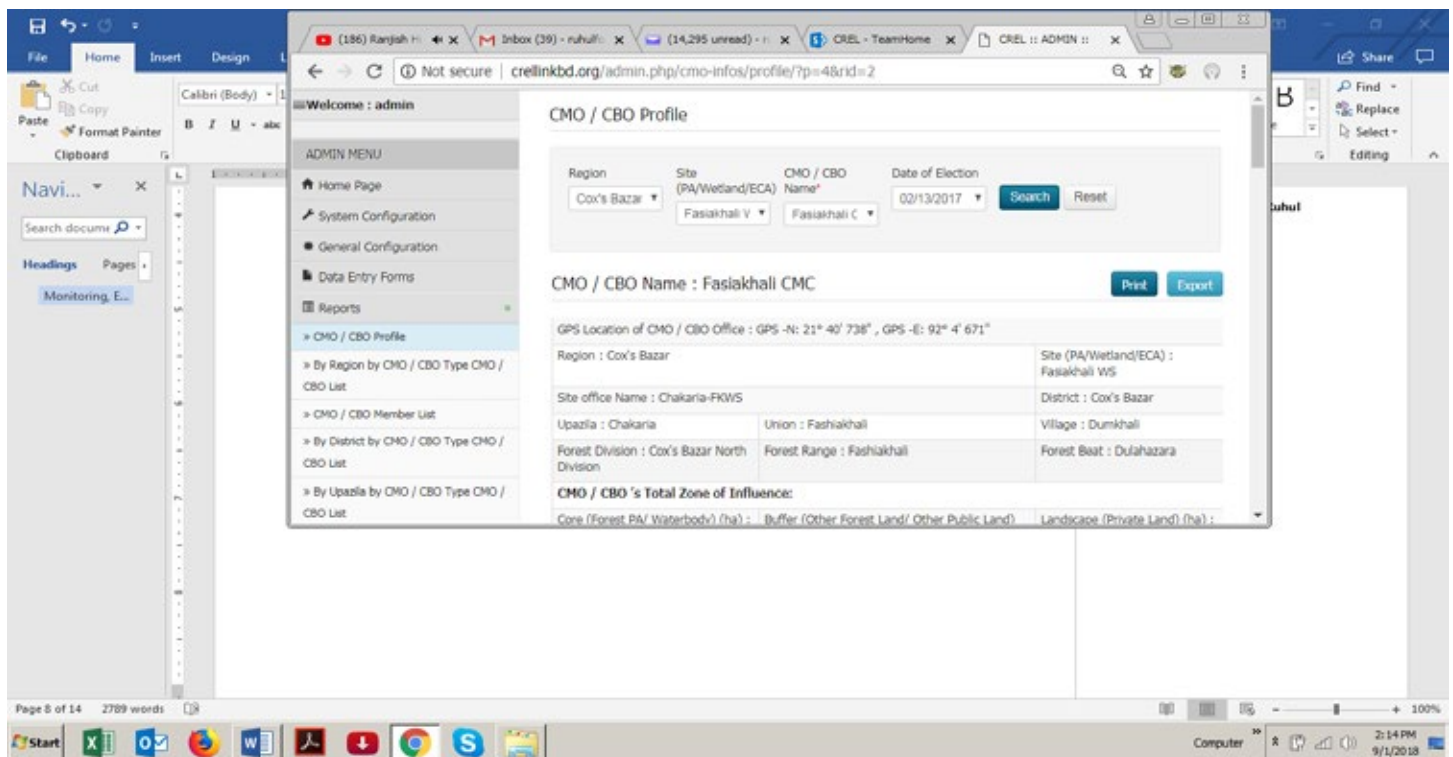 File Home Insert Design L
Share
Cut
Copy
Paste
Format Painter
Clipboard
Calibri (Body)
B I U abc
Find
Replace
Select
Editing
Navi...
Search docume
Headings Pages
Monitoring, E...
(186) Ranjish H
Inbox (39) - ruhulf
(14,295 unread) - r
CREL - TeamHome
CREL :: ADMIN ::
Not secure | crellinkbd.org/admin.php/cmo-infos/profile/?p=4&rid=2
Welcome : admin
ADMIN MENU
Home Page
System Configuration
General Configuration
Data Entry Forms
Reports
» CMO / CBO Profile
» By Region by CMO / CBO Type CMO /
CBO List
» CMO / CBO Member List
» By District by CMO / CBO Type CMO /
CBO List
» By Upazila by CMO / CBO Type CMO /
CBO List
CMO / CBO Profile
Region
Cox's Bazar
Site
(PA/Wetland/ECA)
Fasiakhali V
CMO / CBO
Name*
Fasiakhali C
Date of Election
02/13/2017
Search Reset
CMO / CBO Name : Fasiakhali CMC
Print Export
GPS Location of CMO / CBO Office : GPS -N: 21° 40' 738" , GPS -E: 92° 4' 671"
Region : Cox's Bazar
Site (PA/Wetland/ECA) :
Fasiakhali WS
Site office Name : Chakaria-FKWS
District : Cox's Bazar
Upazila : Chakaria
Union : Fashiakhali
Village : Dumkhali
Forest Division : Cox's Bazar North
Division
Forest Range : Fashiakhali
Forest Beat : Dulahazara
CMO / CBO 's Total Zone of Influence:
Core (Forest PA/ Waterbody) (ha) :
Buffer (Other Forest Land/ Other Public Land)
Landscape (Private Land) (ha) :
Page 8 of 14 2789 words
100%
Start
Computer
2:14 PM
9/1/2018